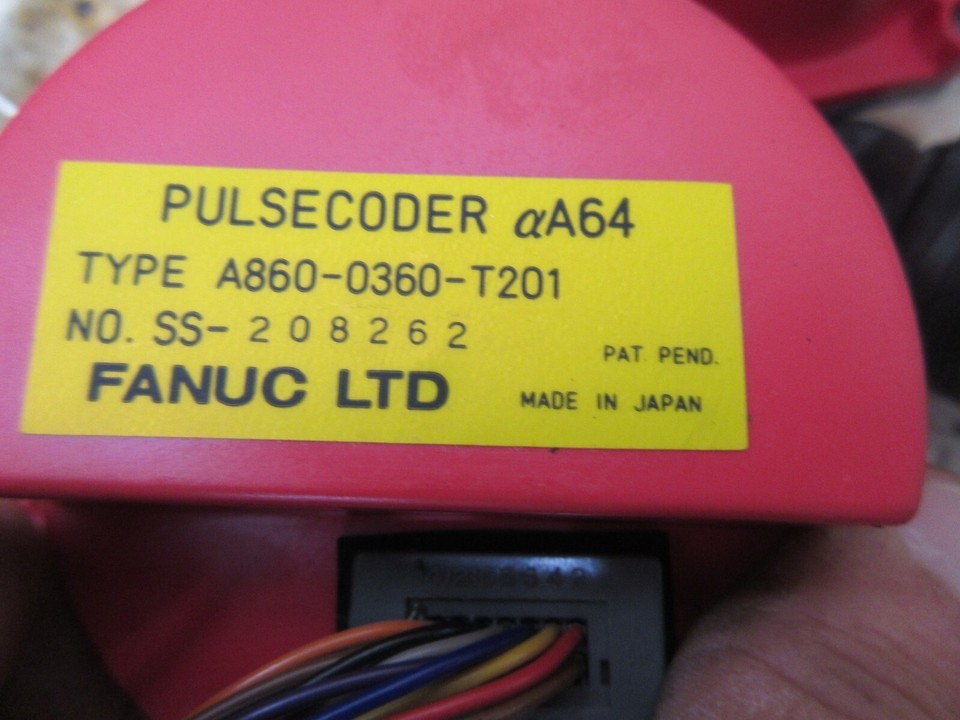 PULSECODER αA64
TYPE A860-0360-T201
NO. SS-208262
PAT. PEND.
FANUC LTD
MADE IN JAPAN